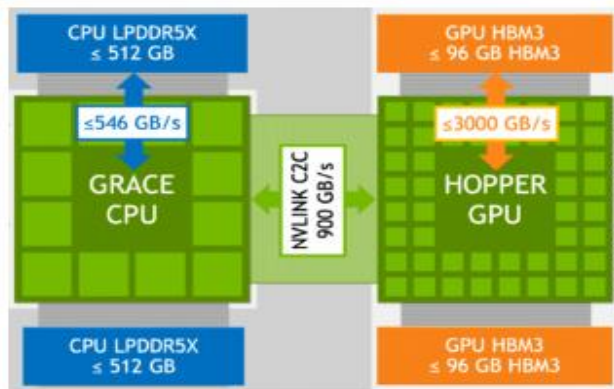 CPU LPDDR5X
≤ 512 GB
GPU HBM3
≤ 96 GB HBM3
≤546 GB/s
≤3000 GB/s
GRACE
CPU
NVLINK C2C
900 GB/s
HOPPER
GPU
CPU LPDDR5X
≤ 512 GB
GPU HBM3
≤ 96 GB HBM3